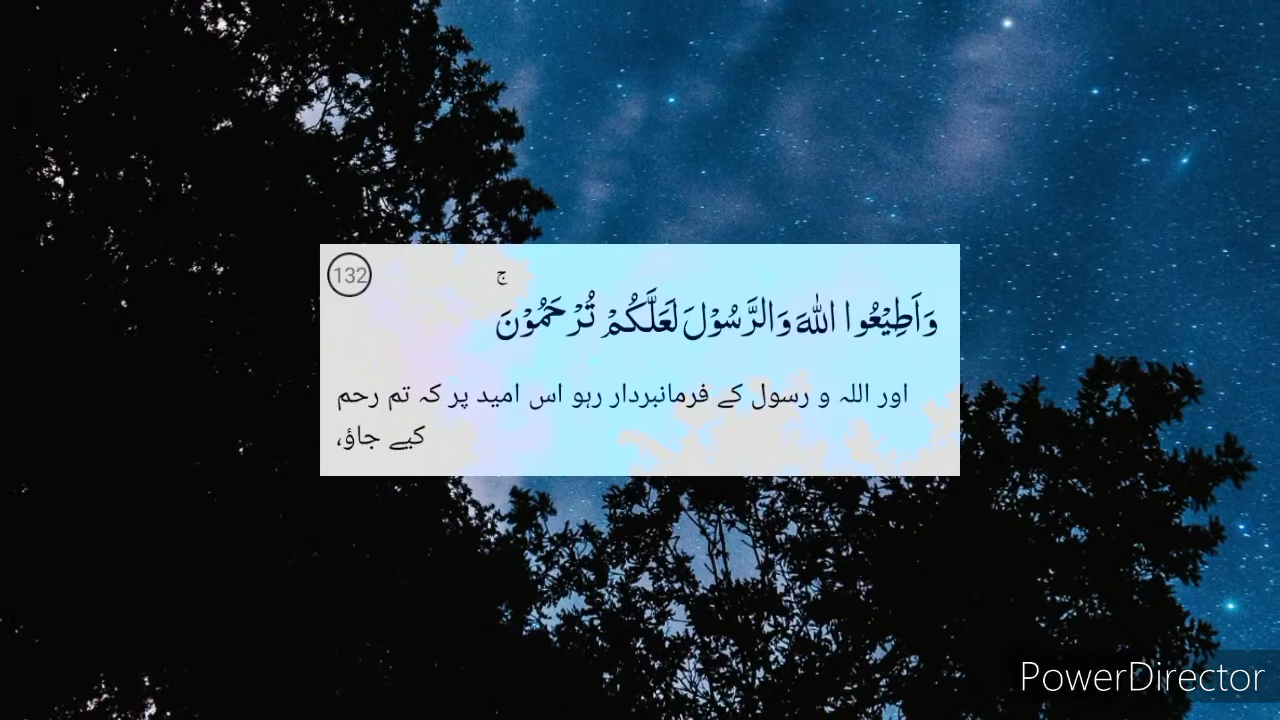 132
ج
وَاَطِيْعُوا اللّٰهَ وَالرَّسُوْلَ لَعَلَّكُمْ تُرْحَمُوْنَ
اور اللہ و رسول کے فرمانبردار رہو اس امید پر کہ تم رحم
کیے جاؤ،
PowerDirector